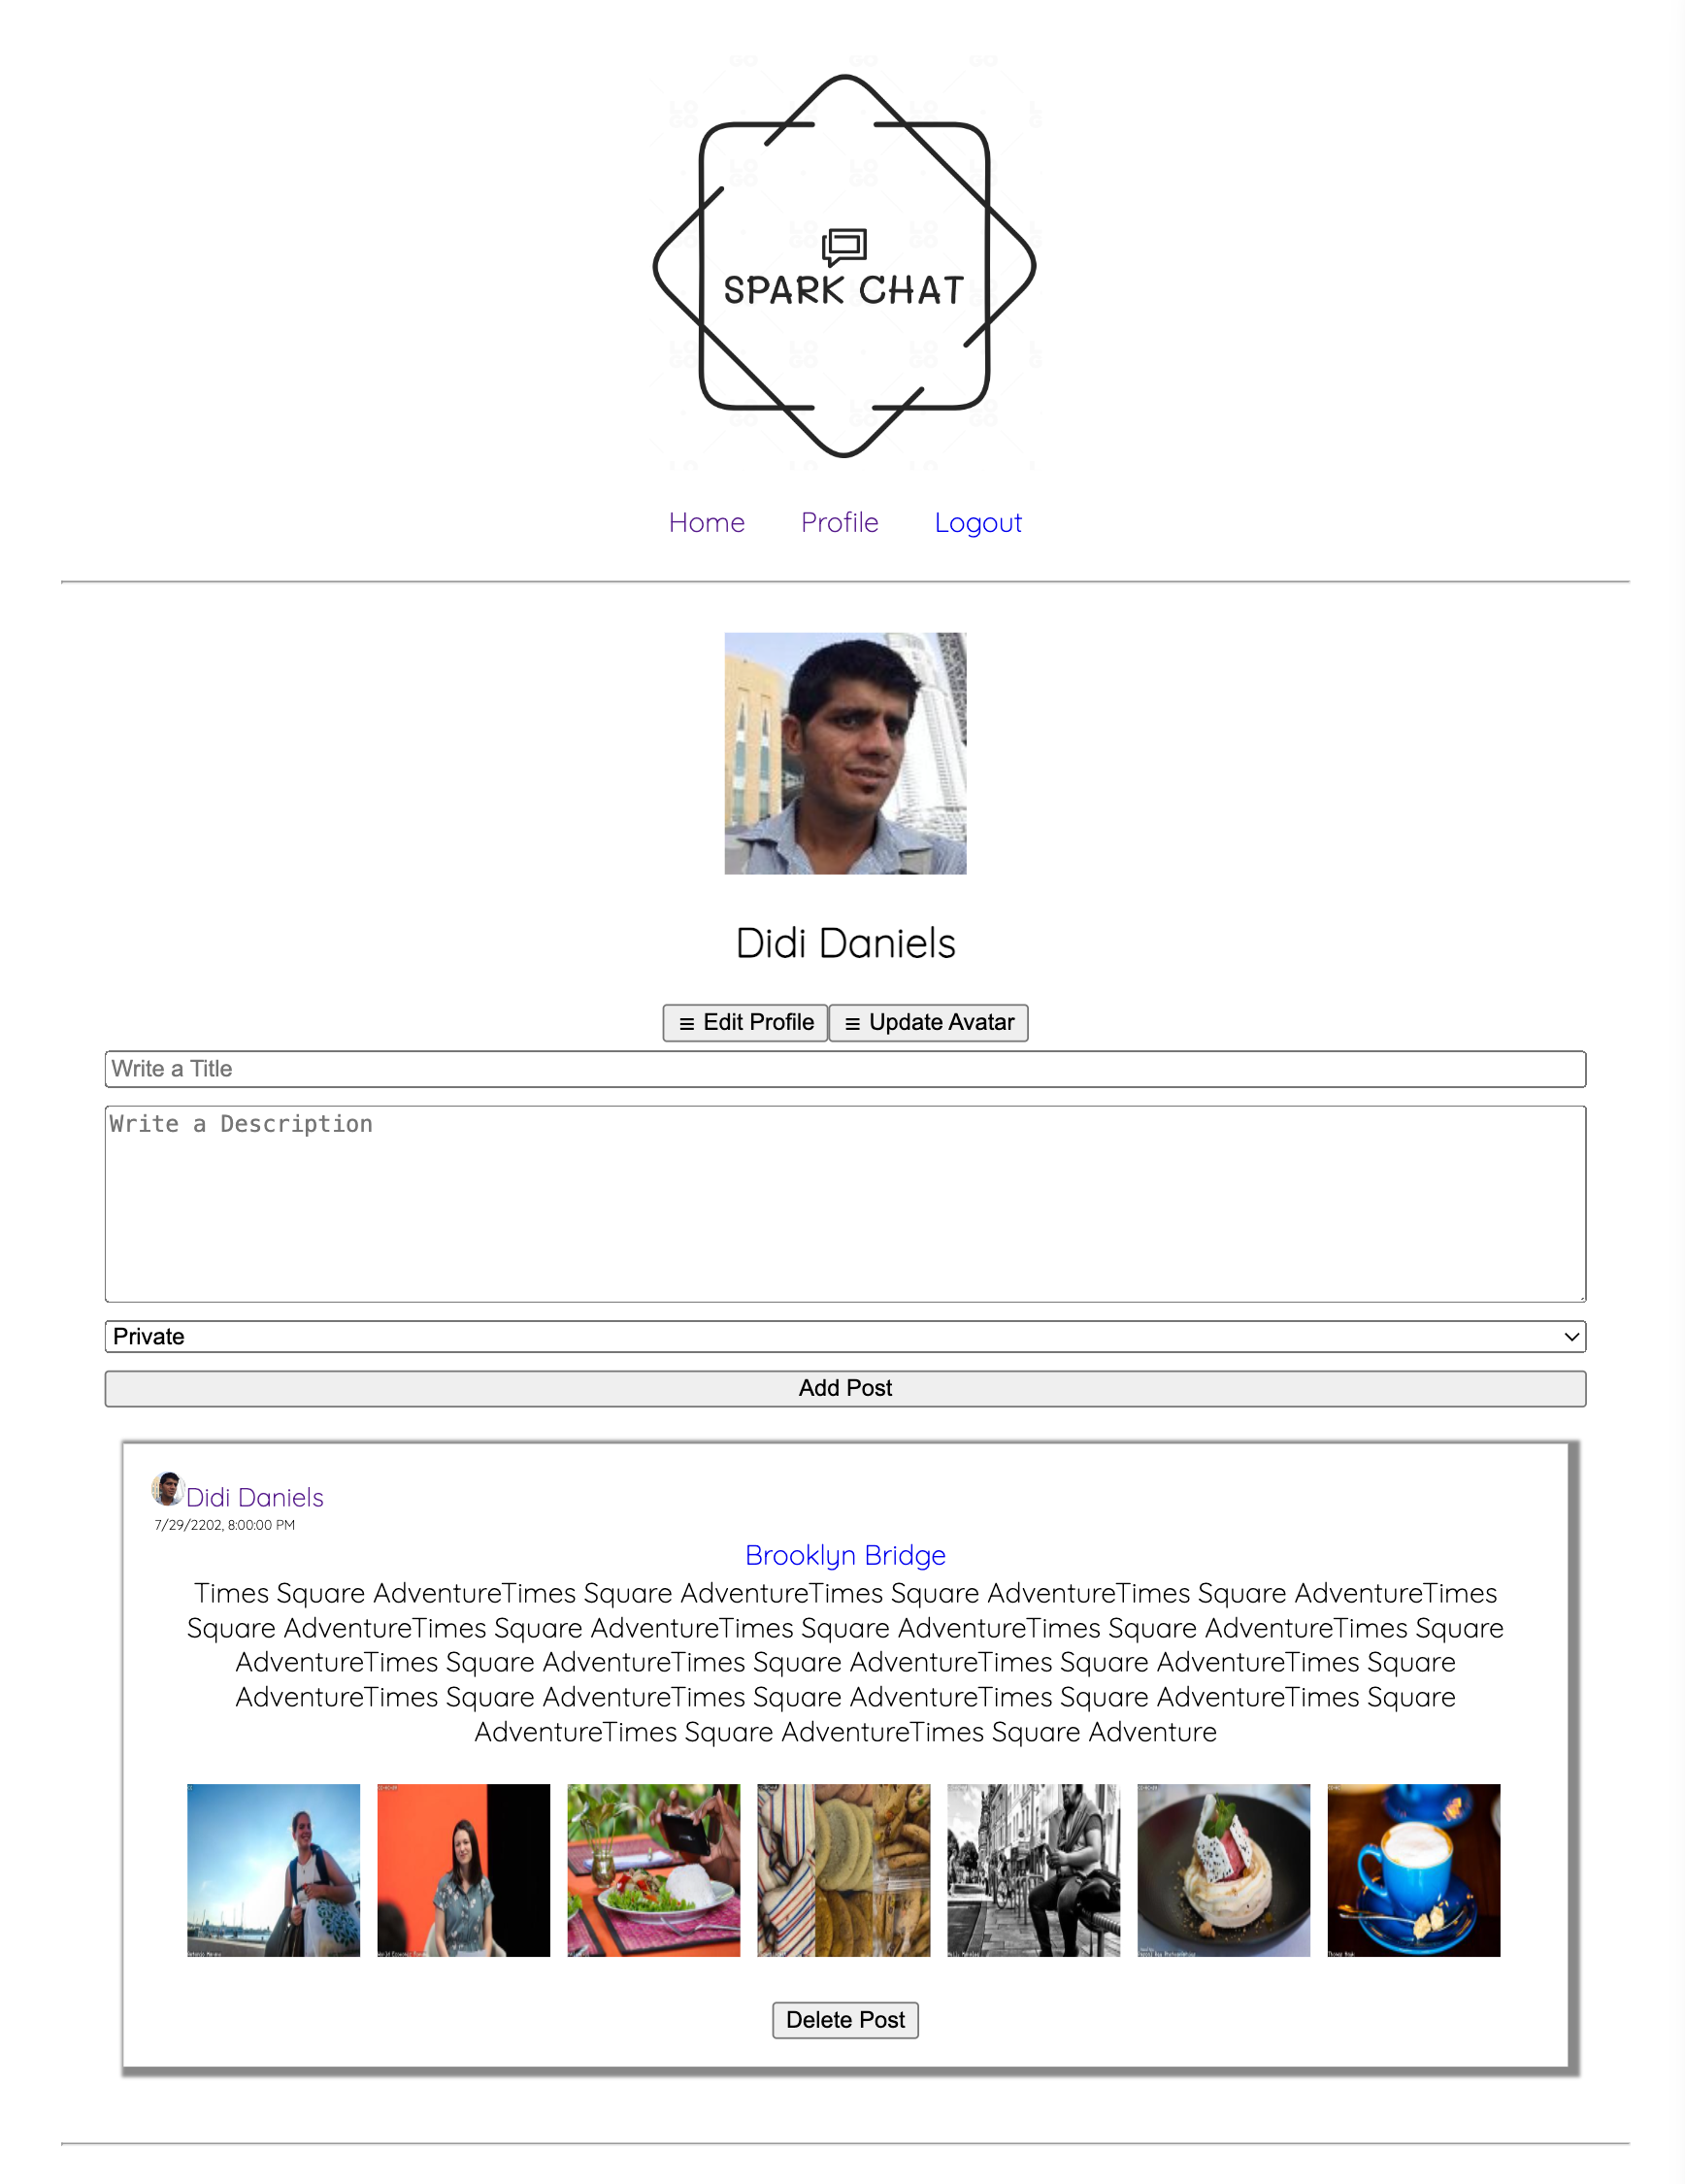 SPARK CHAT
Home Profile Logout
Didi Daniels
≡ Edit Profile ≡ Update Avatar
Write a Title
Write a Description
Private
Add Post
Didi Daniels
7/29/2202, 8:00:00 PM
Brooklyn Bridge
Times Square AdventureTimes Square AdventureTimes Square AdventureTimes Square AdventureTimes
Square AdventureTimes Square AdventureTimes Square AdventureTimes Square AdventureTimes Square
AdventureTimes Square AdventureTimes Square AdventureTimes Square AdventureTimes Square
AdventureTimes Square AdventureTimes Square AdventureTimes Square AdventureTimes Square
AdventureTimes Square AdventureTimes Square Adventure
Delete Post